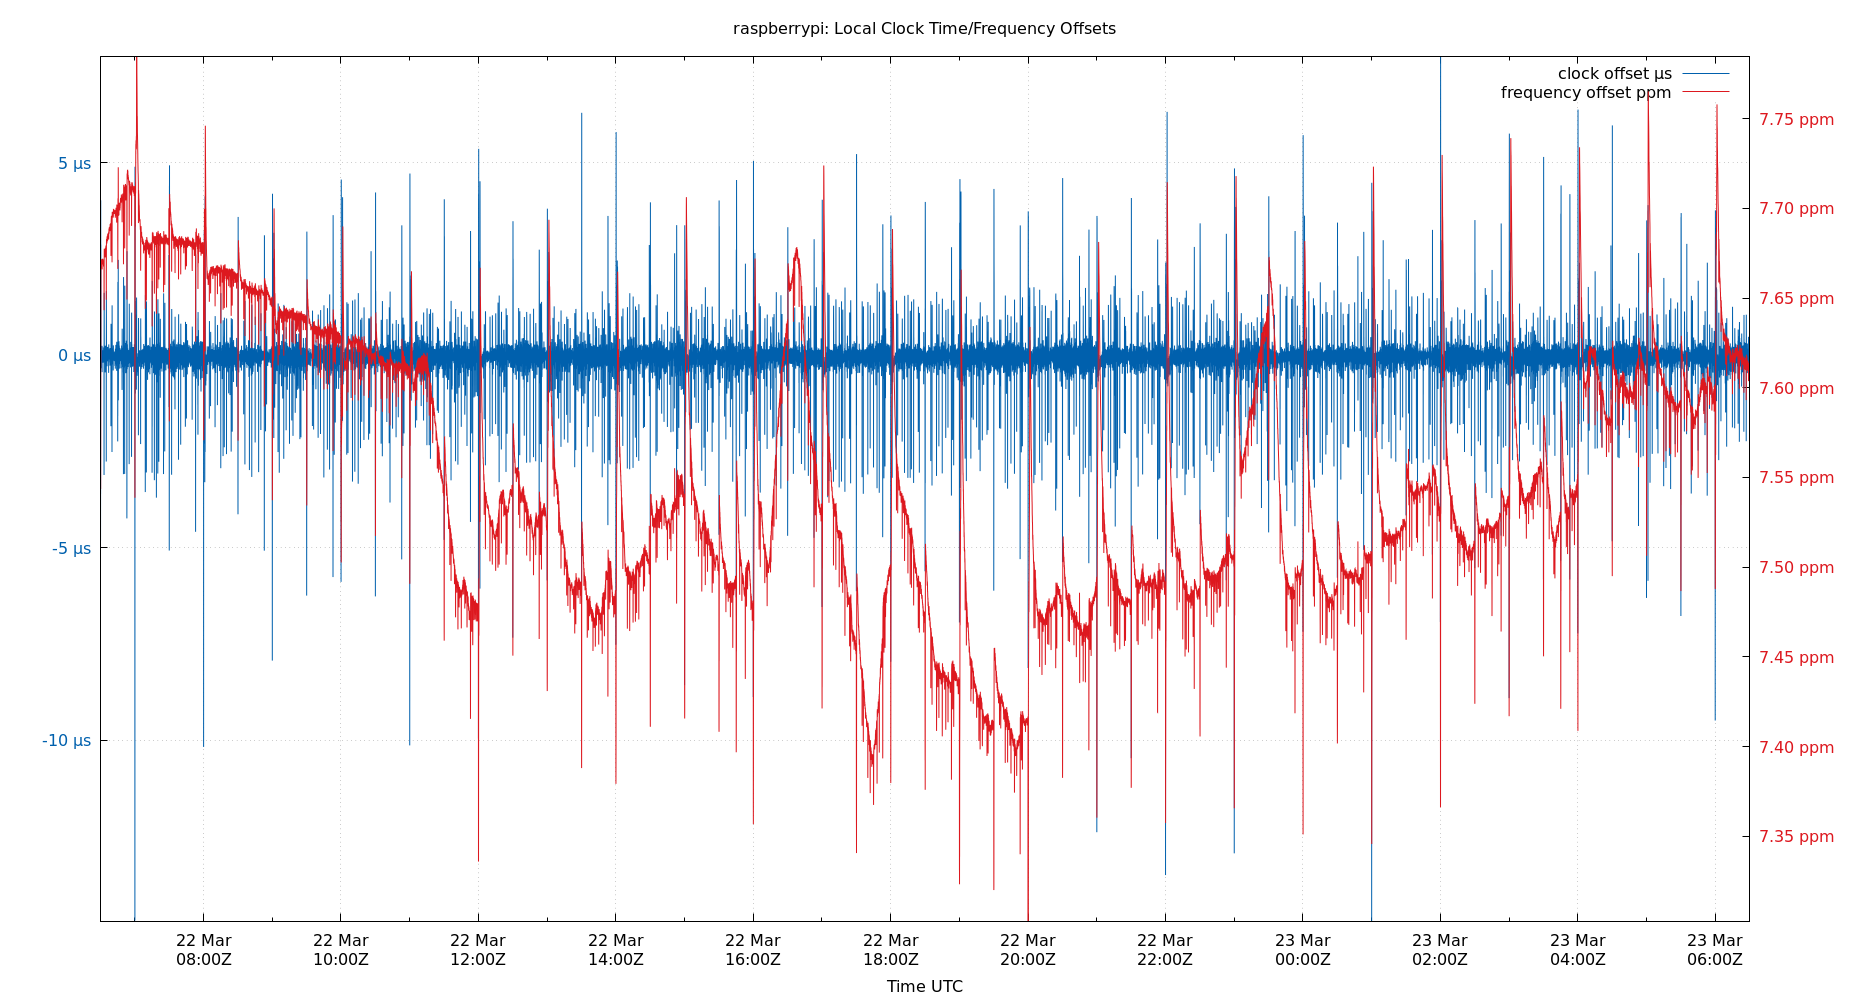 raspberrypi: Local Clock Time/Frequency Offsets
clock offset µs
frequency offset ppm
5 µs
0 µs
-5 µs
-10 µs
7.75 ppm
7.70 ppm
7.65 ppm
7.60 ppm
7.55 ppm
7.50 ppm
7.45 ppm
7.40 ppm
7.35 ppm
22 Mar 22 Mar 22 Mar 22 Mar 22 Mar 22 Mar 22 Mar 22 Mar 23 Mar 23 Mar 23 Mar 23 Mar
08:00Z 10:00Z 12:00Z 14:00Z 16:00Z 18:00Z 20:00Z 22:00Z 00:00Z 02:00Z 04:00Z 06:00Z
Time UTC